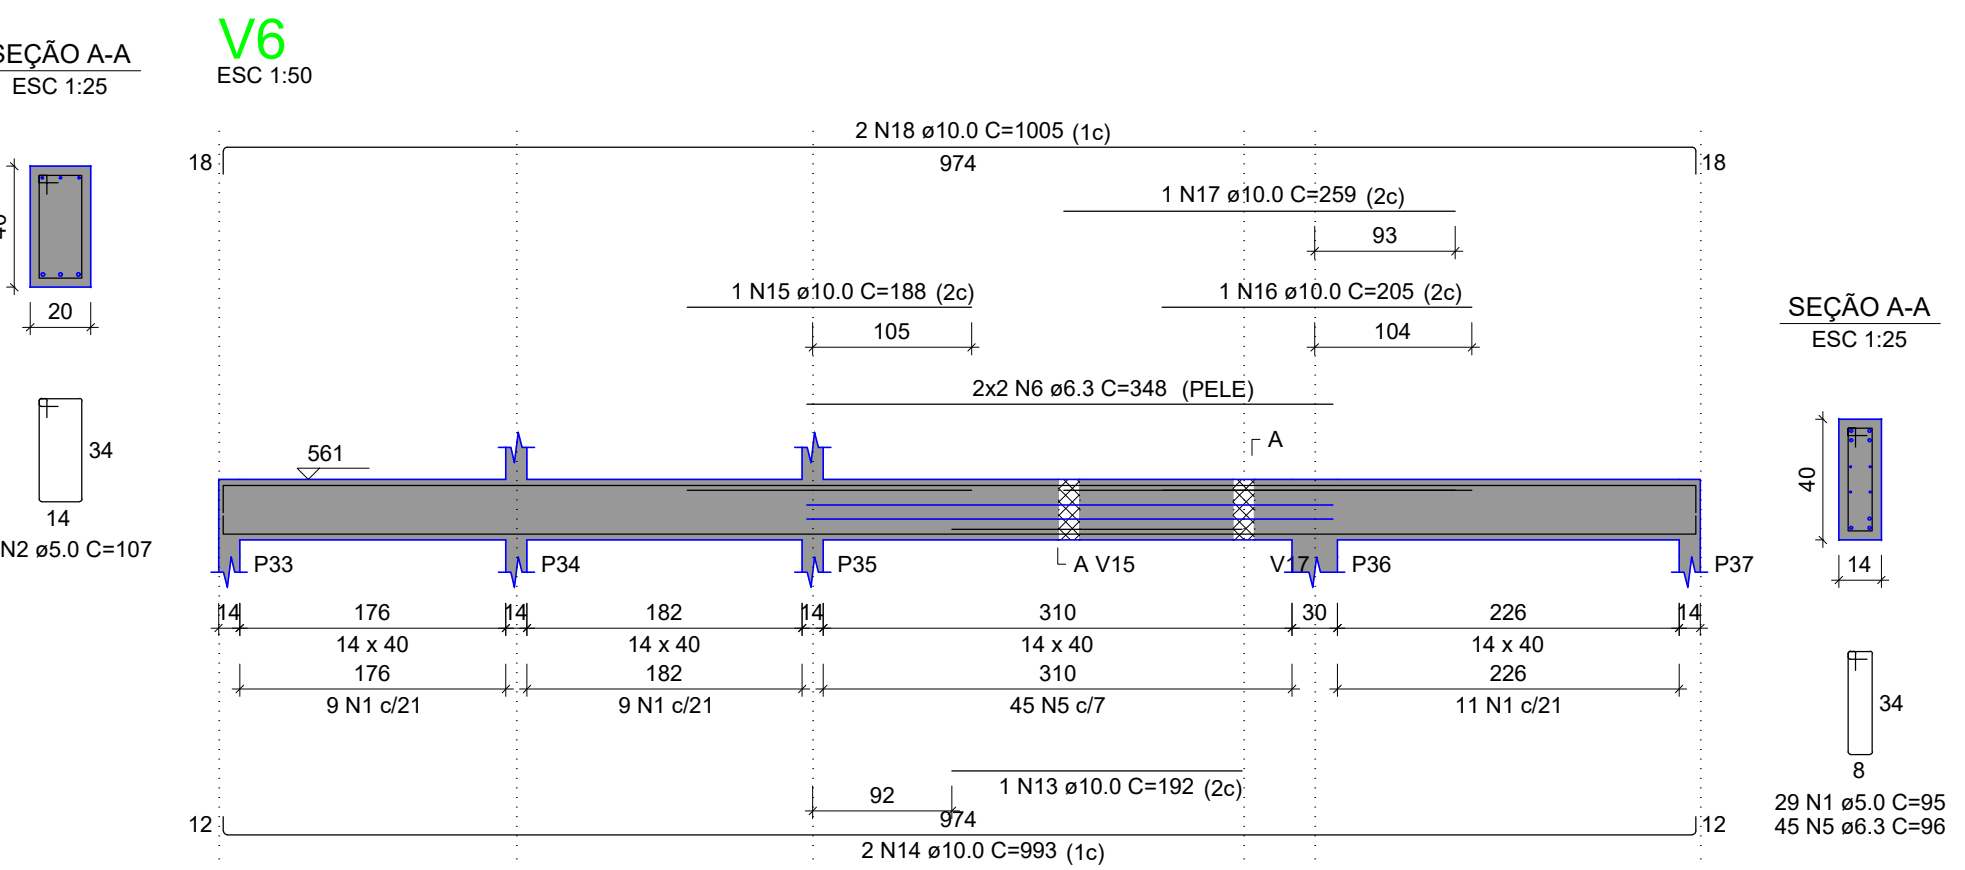 SEÇÃO A-A
ESC 1:25
20
34
14
N2 ø5.0 C=107
V6
ESC 1:50
2 N18 ø10.0 C=1005 (1c)
18
974
18
1 N17 ø10.0 C=259 (2c)
93
1 N15 ø10.0 C=188 (2c)
1 N16 ø10.0 C=205 (2c)
105
104
2x2 N6 ø6.3 C=348 (PELE)
A
561
P33
P34
P35
A V15
V17
P36
P37
14
176
14
182
14
310
30
226
14
14 x 40
14 x 40
14 x 40
14 x 40
176
182
310
226
9 N1 c/21
9 N1 c/21
45 N5 c/7
11 N1 c/21
1 N13 ø10.0 C=192 (2c)
92
12
974
12
2 N14 ø10.0 C=993 (1c)
SEÇÃO A-A
ESC 1:25
40
14
34
8
29 N1 ø5.0 C=95
45 N5 ø6.3 C=96